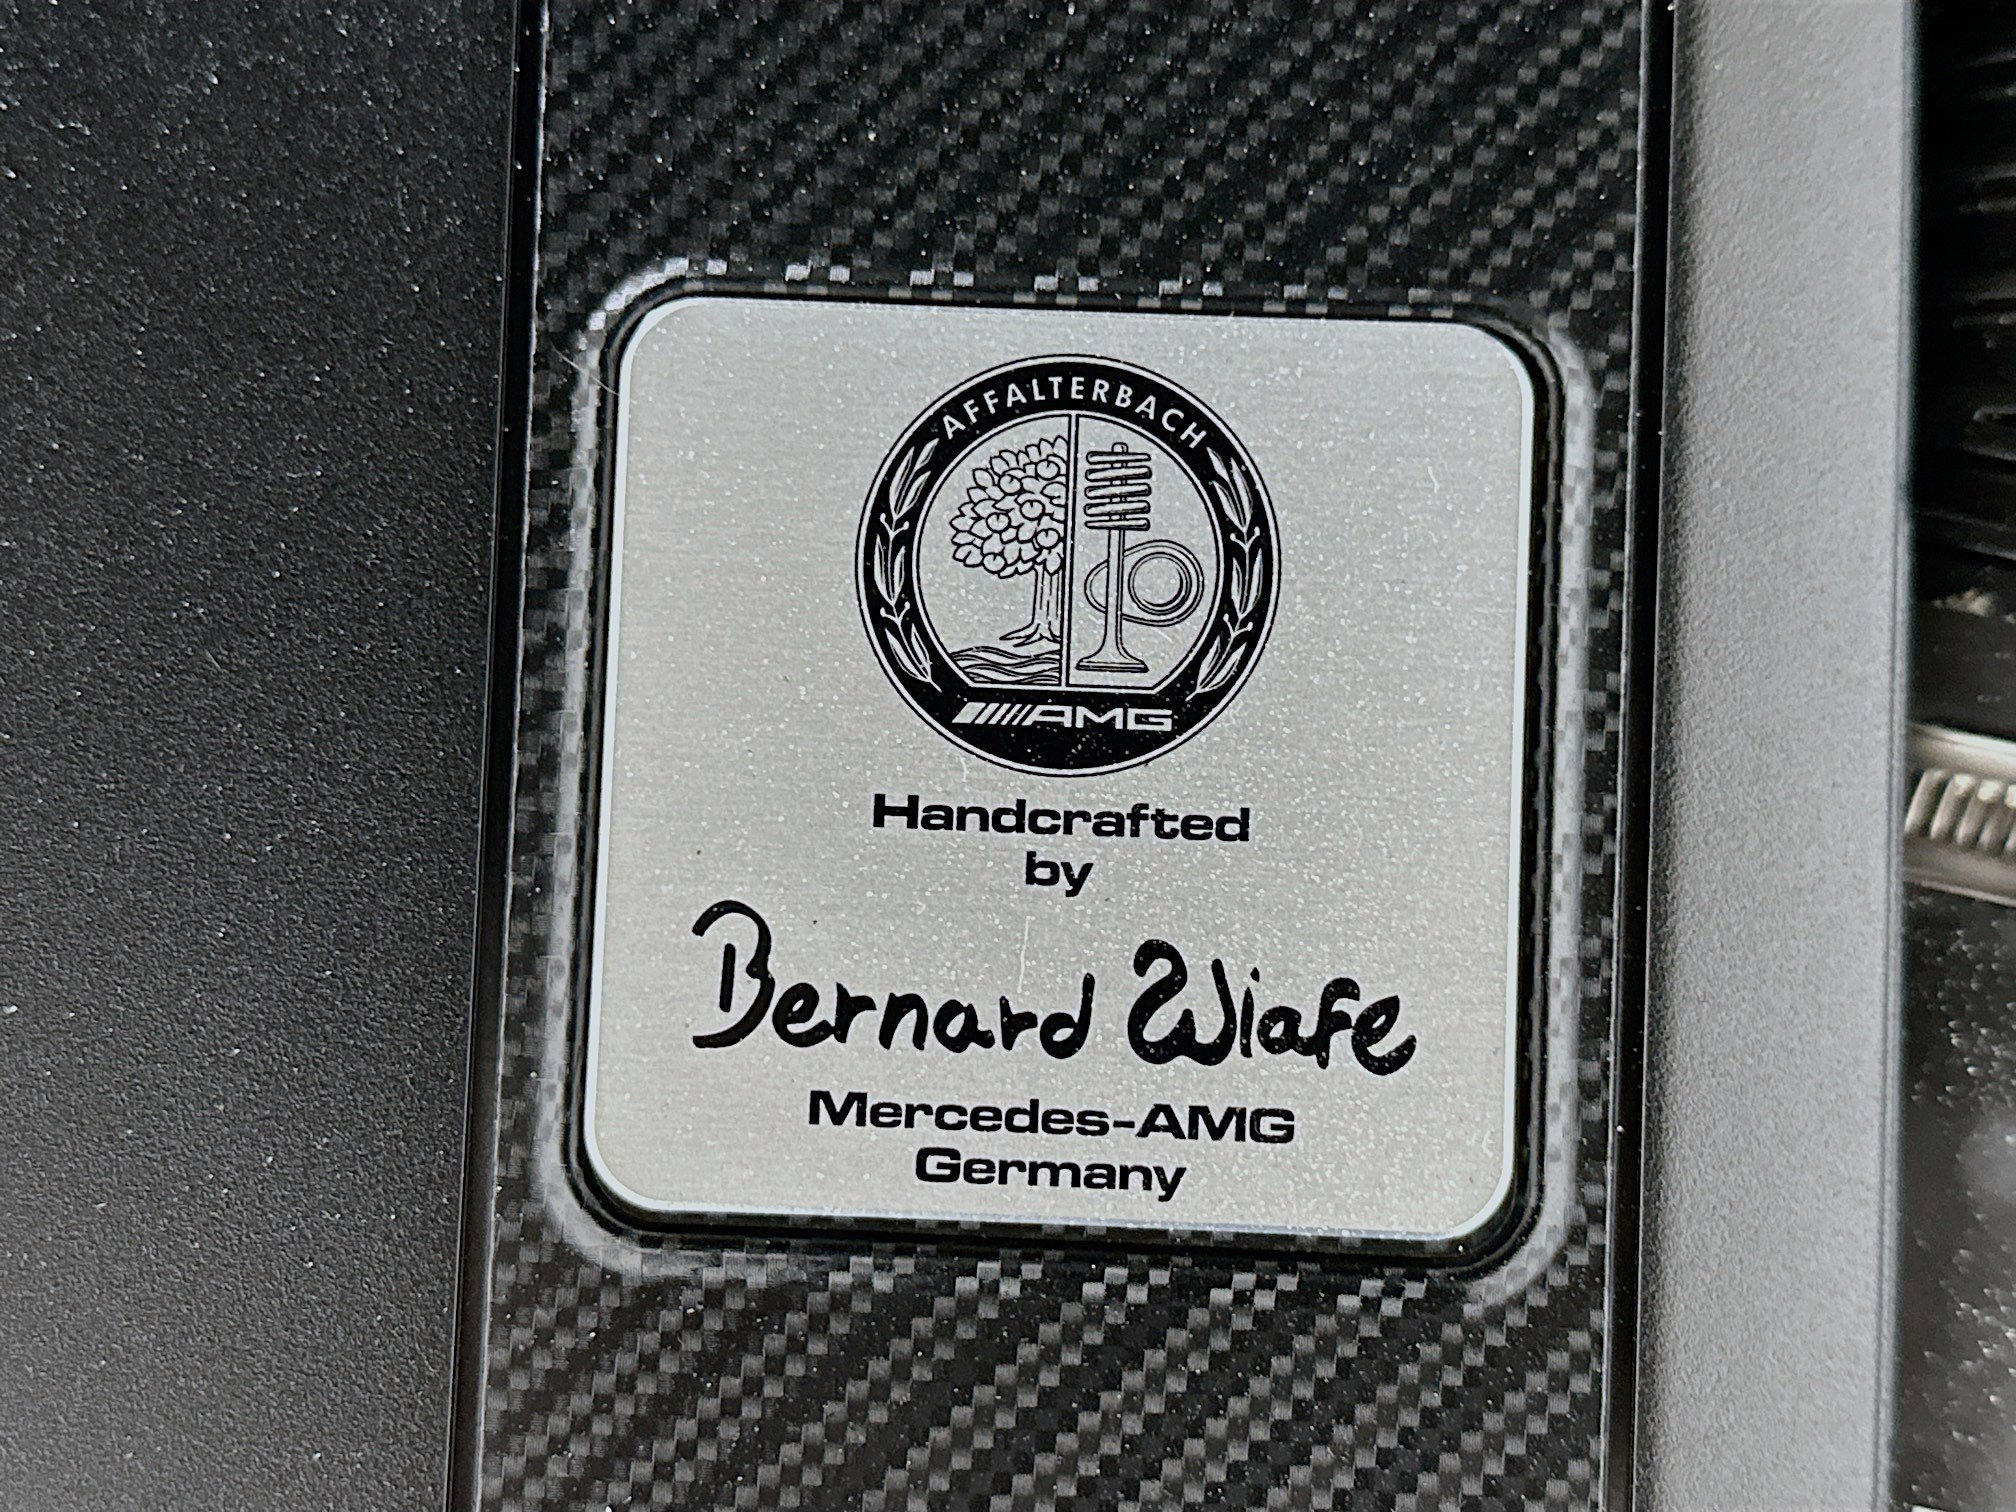 AFFALTERBACH
AMG
Handcrafted
by
Bernard Wiafe
Mercedes-AMG
Germany